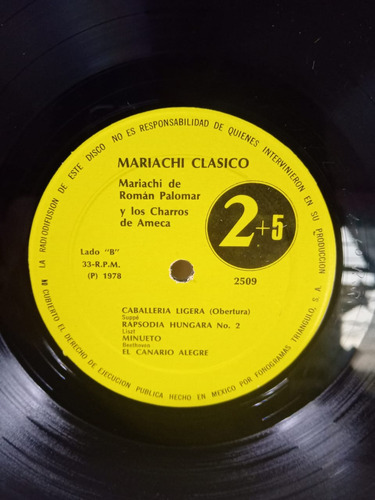 NO CUBIERTO EL DERECHO DE EJECUCION PUBLICA HECHO EN MEXICO POR FONOGRAMAS TRIANGULO, S. A.
LA RADIODIFUSION DE ESTE DISCO NO ES RESPONSABILIDAD DE QUIENES INTERVINIERON EN SU PRODUCCION
MARIACHI CLASICO
Mariachi de
Román Palomar
y los Charros
de Ameca
2+5
Lado "B"
33-R.P.M.
(P) 1978
2509
CABALLERIA LIGERA (Obertura)
Suppé
RAPSODIA HUNGARA No. 2
Liszt
MINUETO
Beethoven
EL CANARIO ALEGRE